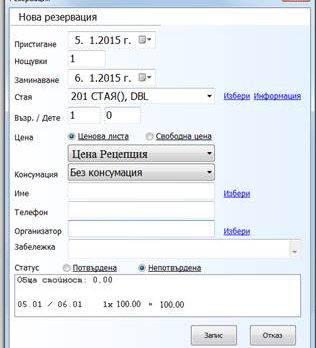 Нова резервация
Пристигане 5. 1.2015 г.
Нощувки 1
Заминаване 6. 1.2015 г.
Стая 201 СТАЯ(), DBL Избери Информация
Възр. / Дете 1 0
Цена Ценова листа Свободна цена
Цена Рецепция
Консумация Без консумация
Име Избери
Телефон
Организатор Избери
Забележка
Статус Потвърдена Непотвърдена
Обща стойност: 0.00
05.01 / 06.01 1x 100.00 = 100.00
Запис Отказ